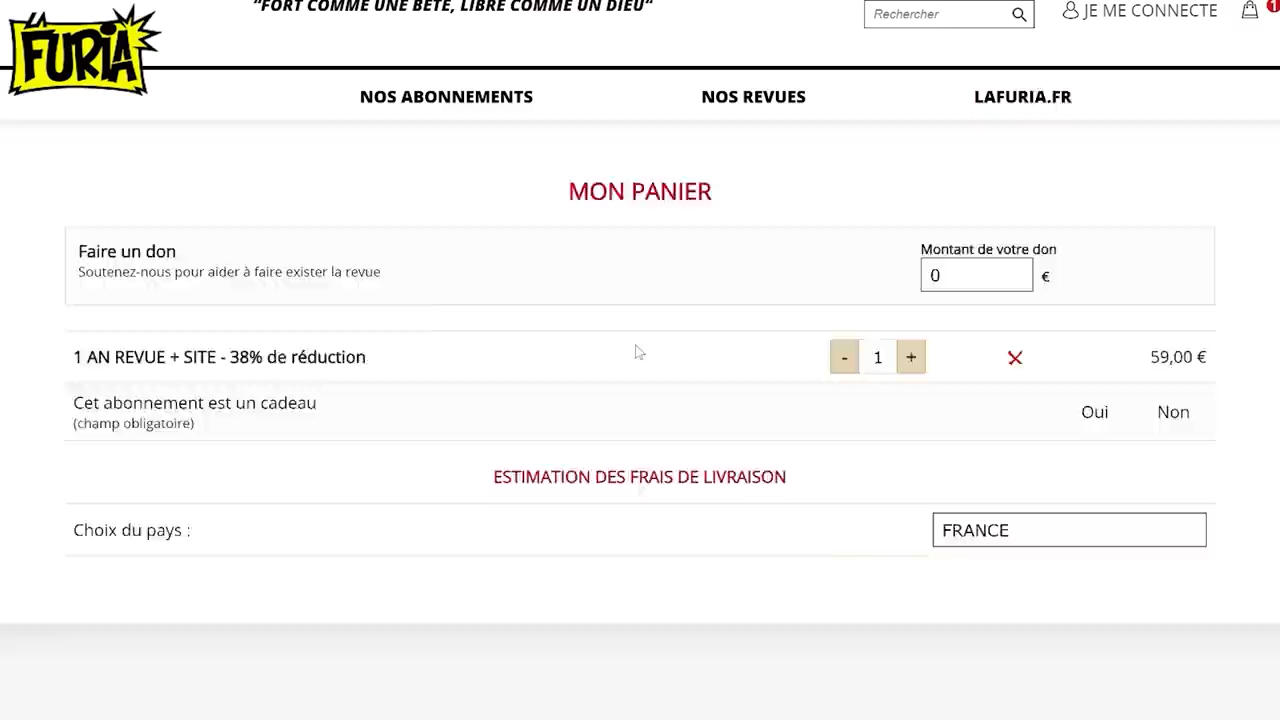 “FORT COMME UNE BÊTE, LIBRE COMME UN DIEU“
FURIA
Rechercher
JE ME CONNECTE
1
NOS ABONNEMENTS
NOS REVUES
LAFURIA.FR
MON PANIER
Faire un don
Soutenez-nous pour aider à faire exister la revue
Montant de votre don
0 €
1 AN REVUE + SITE - 38% de réduction
- 1 +
59,00 €
Cet abonnement est un cadeau
(champ obligatoire)
Oui
Non
ESTIMATION DES FRAIS DE LIVRAISON
Choix du pays :
FRANCE